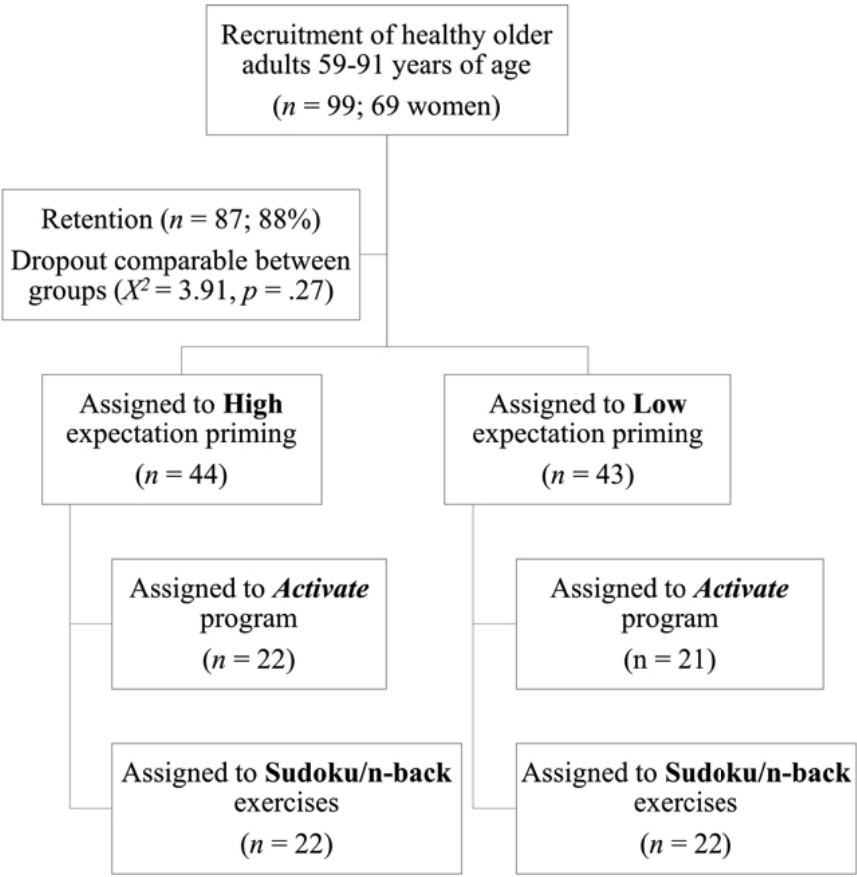 Recruitment of healthy older
adults 59-91 years of age
(n = 99; 69 women)
Retention (n = 87; 88%)
Dropout comparable between
groups (X² = 3.91, p = .27)
Assigned to High
expectation priming
(n = 44)
Assigned to Low
expectation priming
(n = 43)
Assigned to Activate
program
(n = 22)
Assigned to Activate
program
(n = 21)
Assigned to Sudoku/n-back
exercises
(n = 22)
Assigned to Sudoku/n-back
exercises
(n = 22)